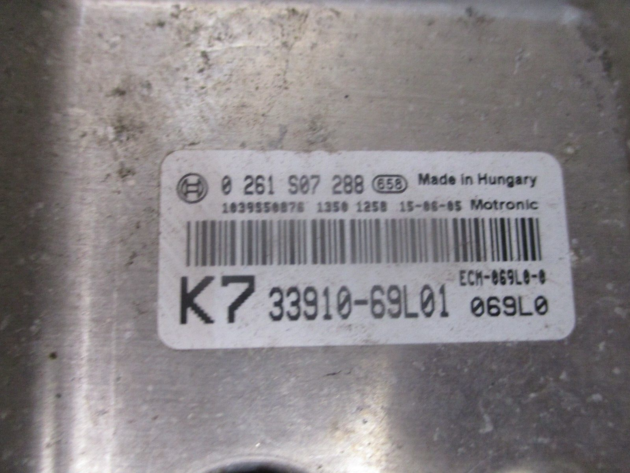 0 261 S07 288 658 Made in Hungary
1039S50876 1350 1258 15-06-05 Motronic
ECM-069L0-0
K7 33910-69L01 069L0